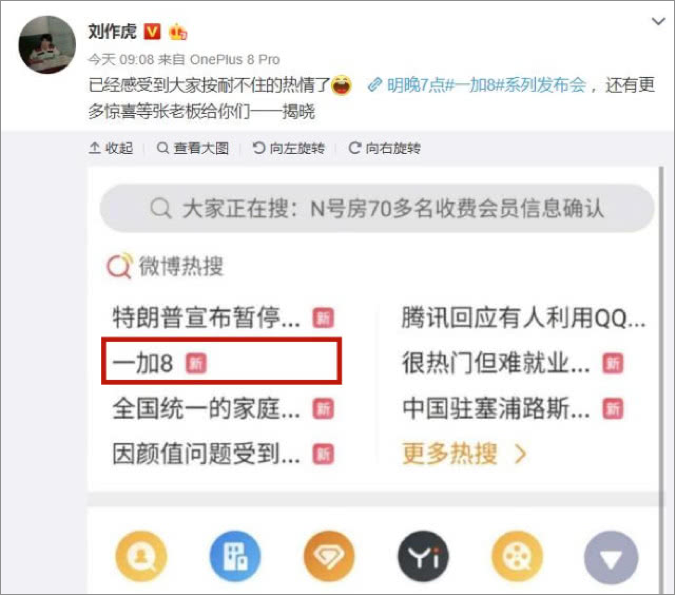 刘作虎 V
今天 09:08 来自 OnePlus 8 Pro
已经感受到大家按耐不住的热情了 明晚7点#一加8#系列发布会，还有更
多惊喜等张老板给你们一一揭晓
收起 查看大图 向左旋转 向右旋转
大家正在搜：N号房70多名收费会员信息确认
微博热搜
特朗普宣布暂停... 新
腾讯回应有人利用QQ...
一加8 新
很热门但难就业... 新
全国统一的家庭... 新
中国驻塞浦路斯... 新
因颜值问题受到... 新
更多热搜
Yi